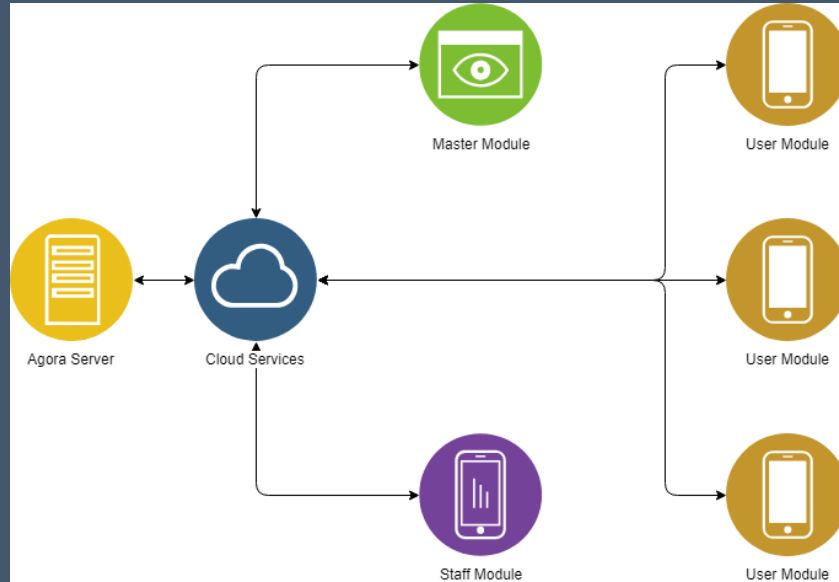 Master Module
User Module
Agora Server
Cloud Services
User Module
Staff Module
User Module